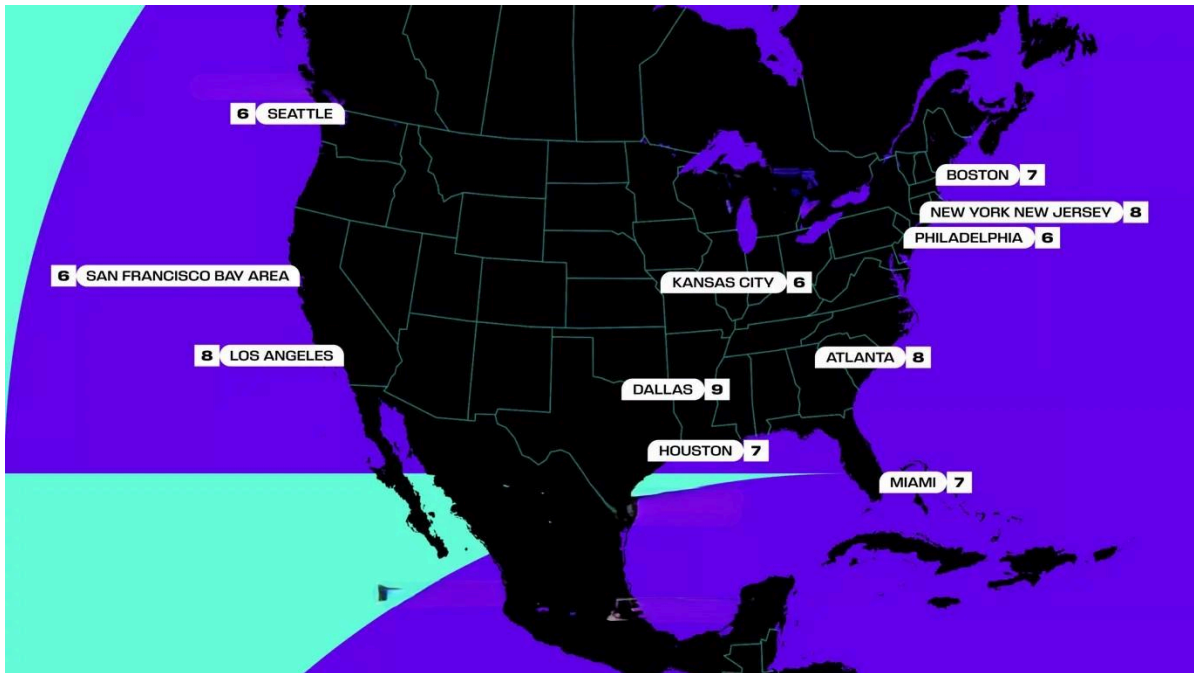 6 SEATTLE
BOSTON 7
NEW YORK NEW JERSEY 8
PHILADELPHIA 6
6 SAN FRANCISCO BAY AREA
KANSAS CITY 6
8 LOS ANGELES
ATLANTA 8
DALLAS 9
HOUSTON 7
MIAMI 7